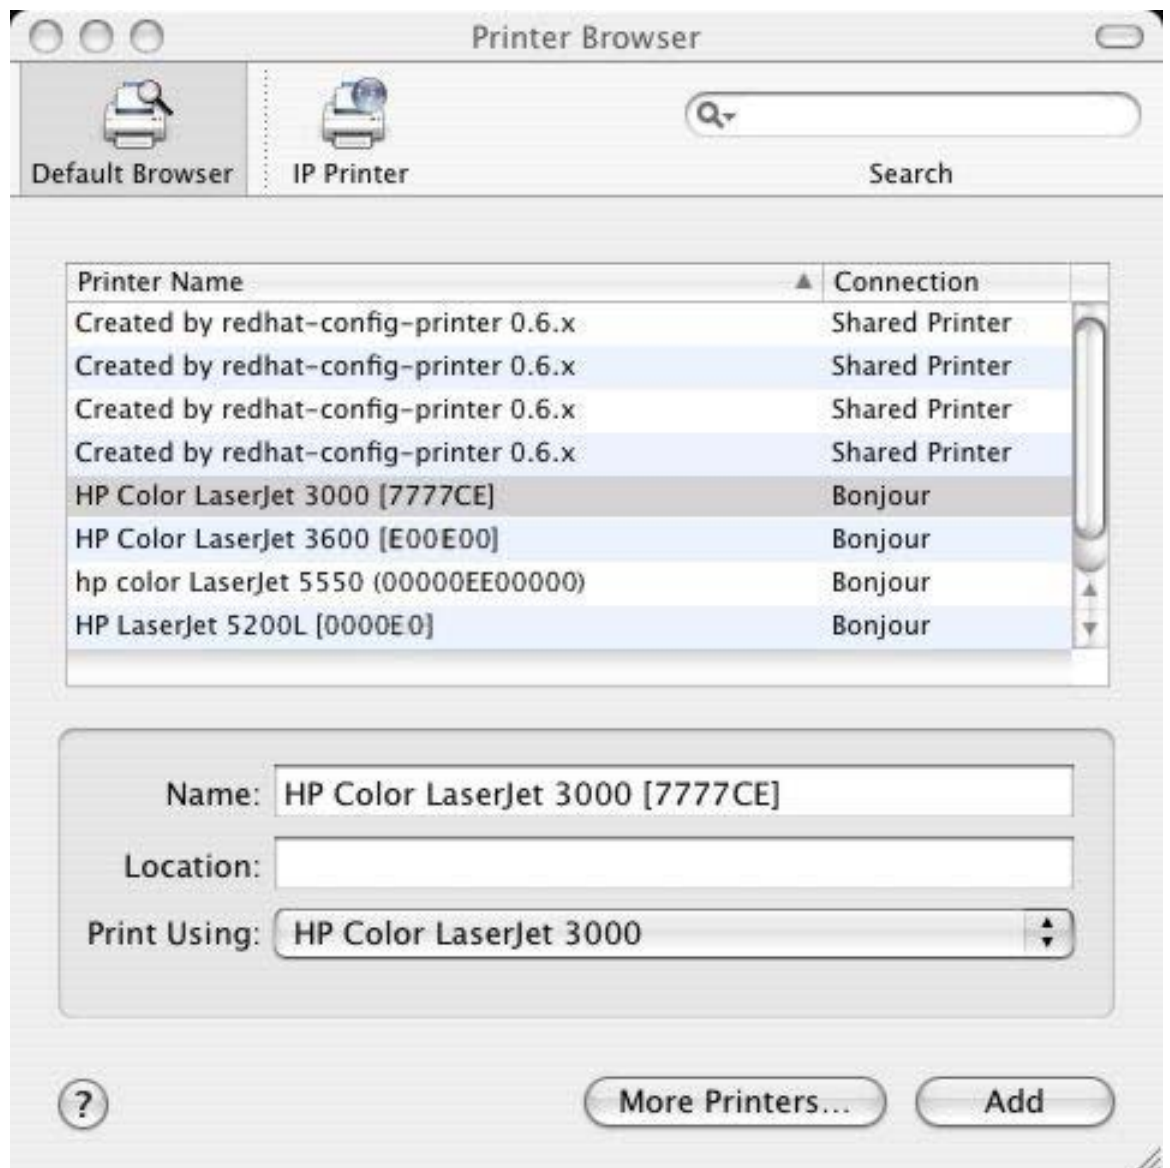 Printer Browser
Default Browser
IP Printer
Search
Printer Name Connection
Created by redhat-config-printer 0.6.x Shared Printer
Created by redhat-config-printer 0.6.x Shared Printer
Created by redhat-config-printer 0.6.x Shared Printer
Created by redhat-config-printer 0.6.x Shared Printer
HP Color LaserJet 3000 [7777CE] Bonjour
HP Color LaserJet 3600 [E00E00] Bonjour
hp color LaserJet 5550 (00000EE00000) Bonjour
HP LaserJet 5200L [0000E0] Bonjour
Name: HP Color LaserJet 3000 [7777CE]
Location:
Print Using: HP Color LaserJet 3000
? More Printers... Add